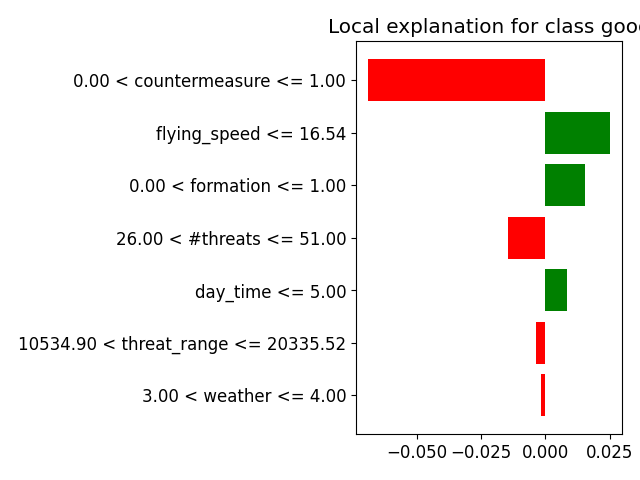 Local explanation for class good
0.00 < countermeasure <= 1.00
flying_speed <= 16.54
0.00 < formation <= 1.00
26.00 < #threats <= 51.00
day_time <= 5.00
10534.90 < threat_range <= 20335.52
3.00 < weather <= 4.00
−0.050 −0.025 0.000 0.025